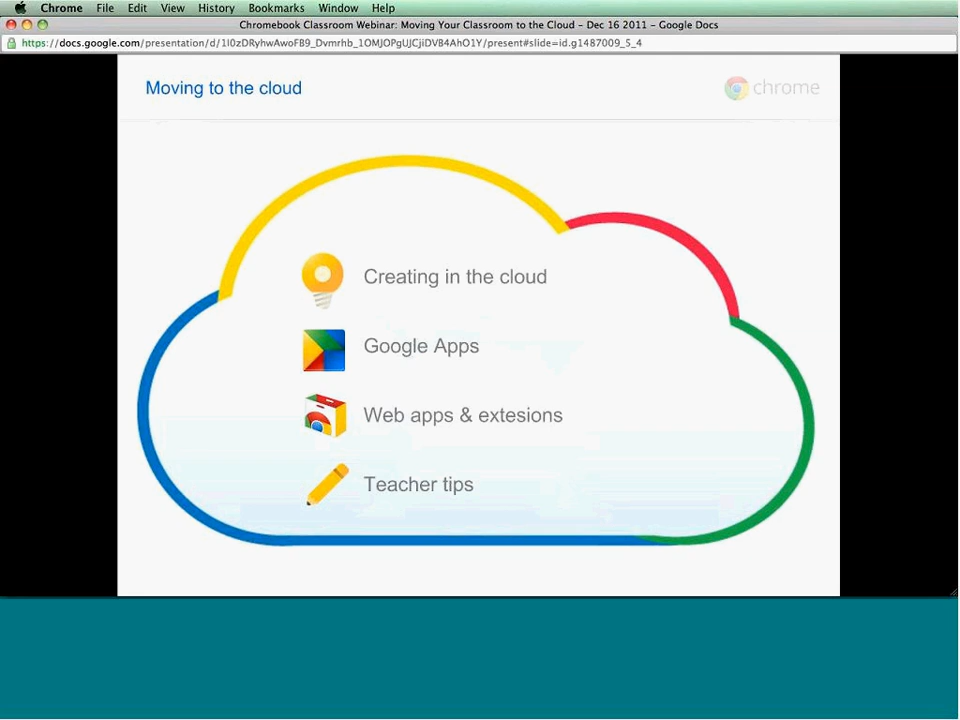 Chrome File Edit View History Bookmarks Window Help
Chromebook Classroom Webinar: Moving Your Classroom to the Cloud – Dec 16 2011 – Google Docs
https://docs.google.com/presentation/d/1I0zDRyhwAwoFB9_Dvmrhb_1OMJOPgUJCjiDVB4AhO1Y/present#slide=id.g1487009_5_4
Moving to the cloud
chrome
Creating in the cloud
Google Apps
Web apps & extesions
Teacher tips